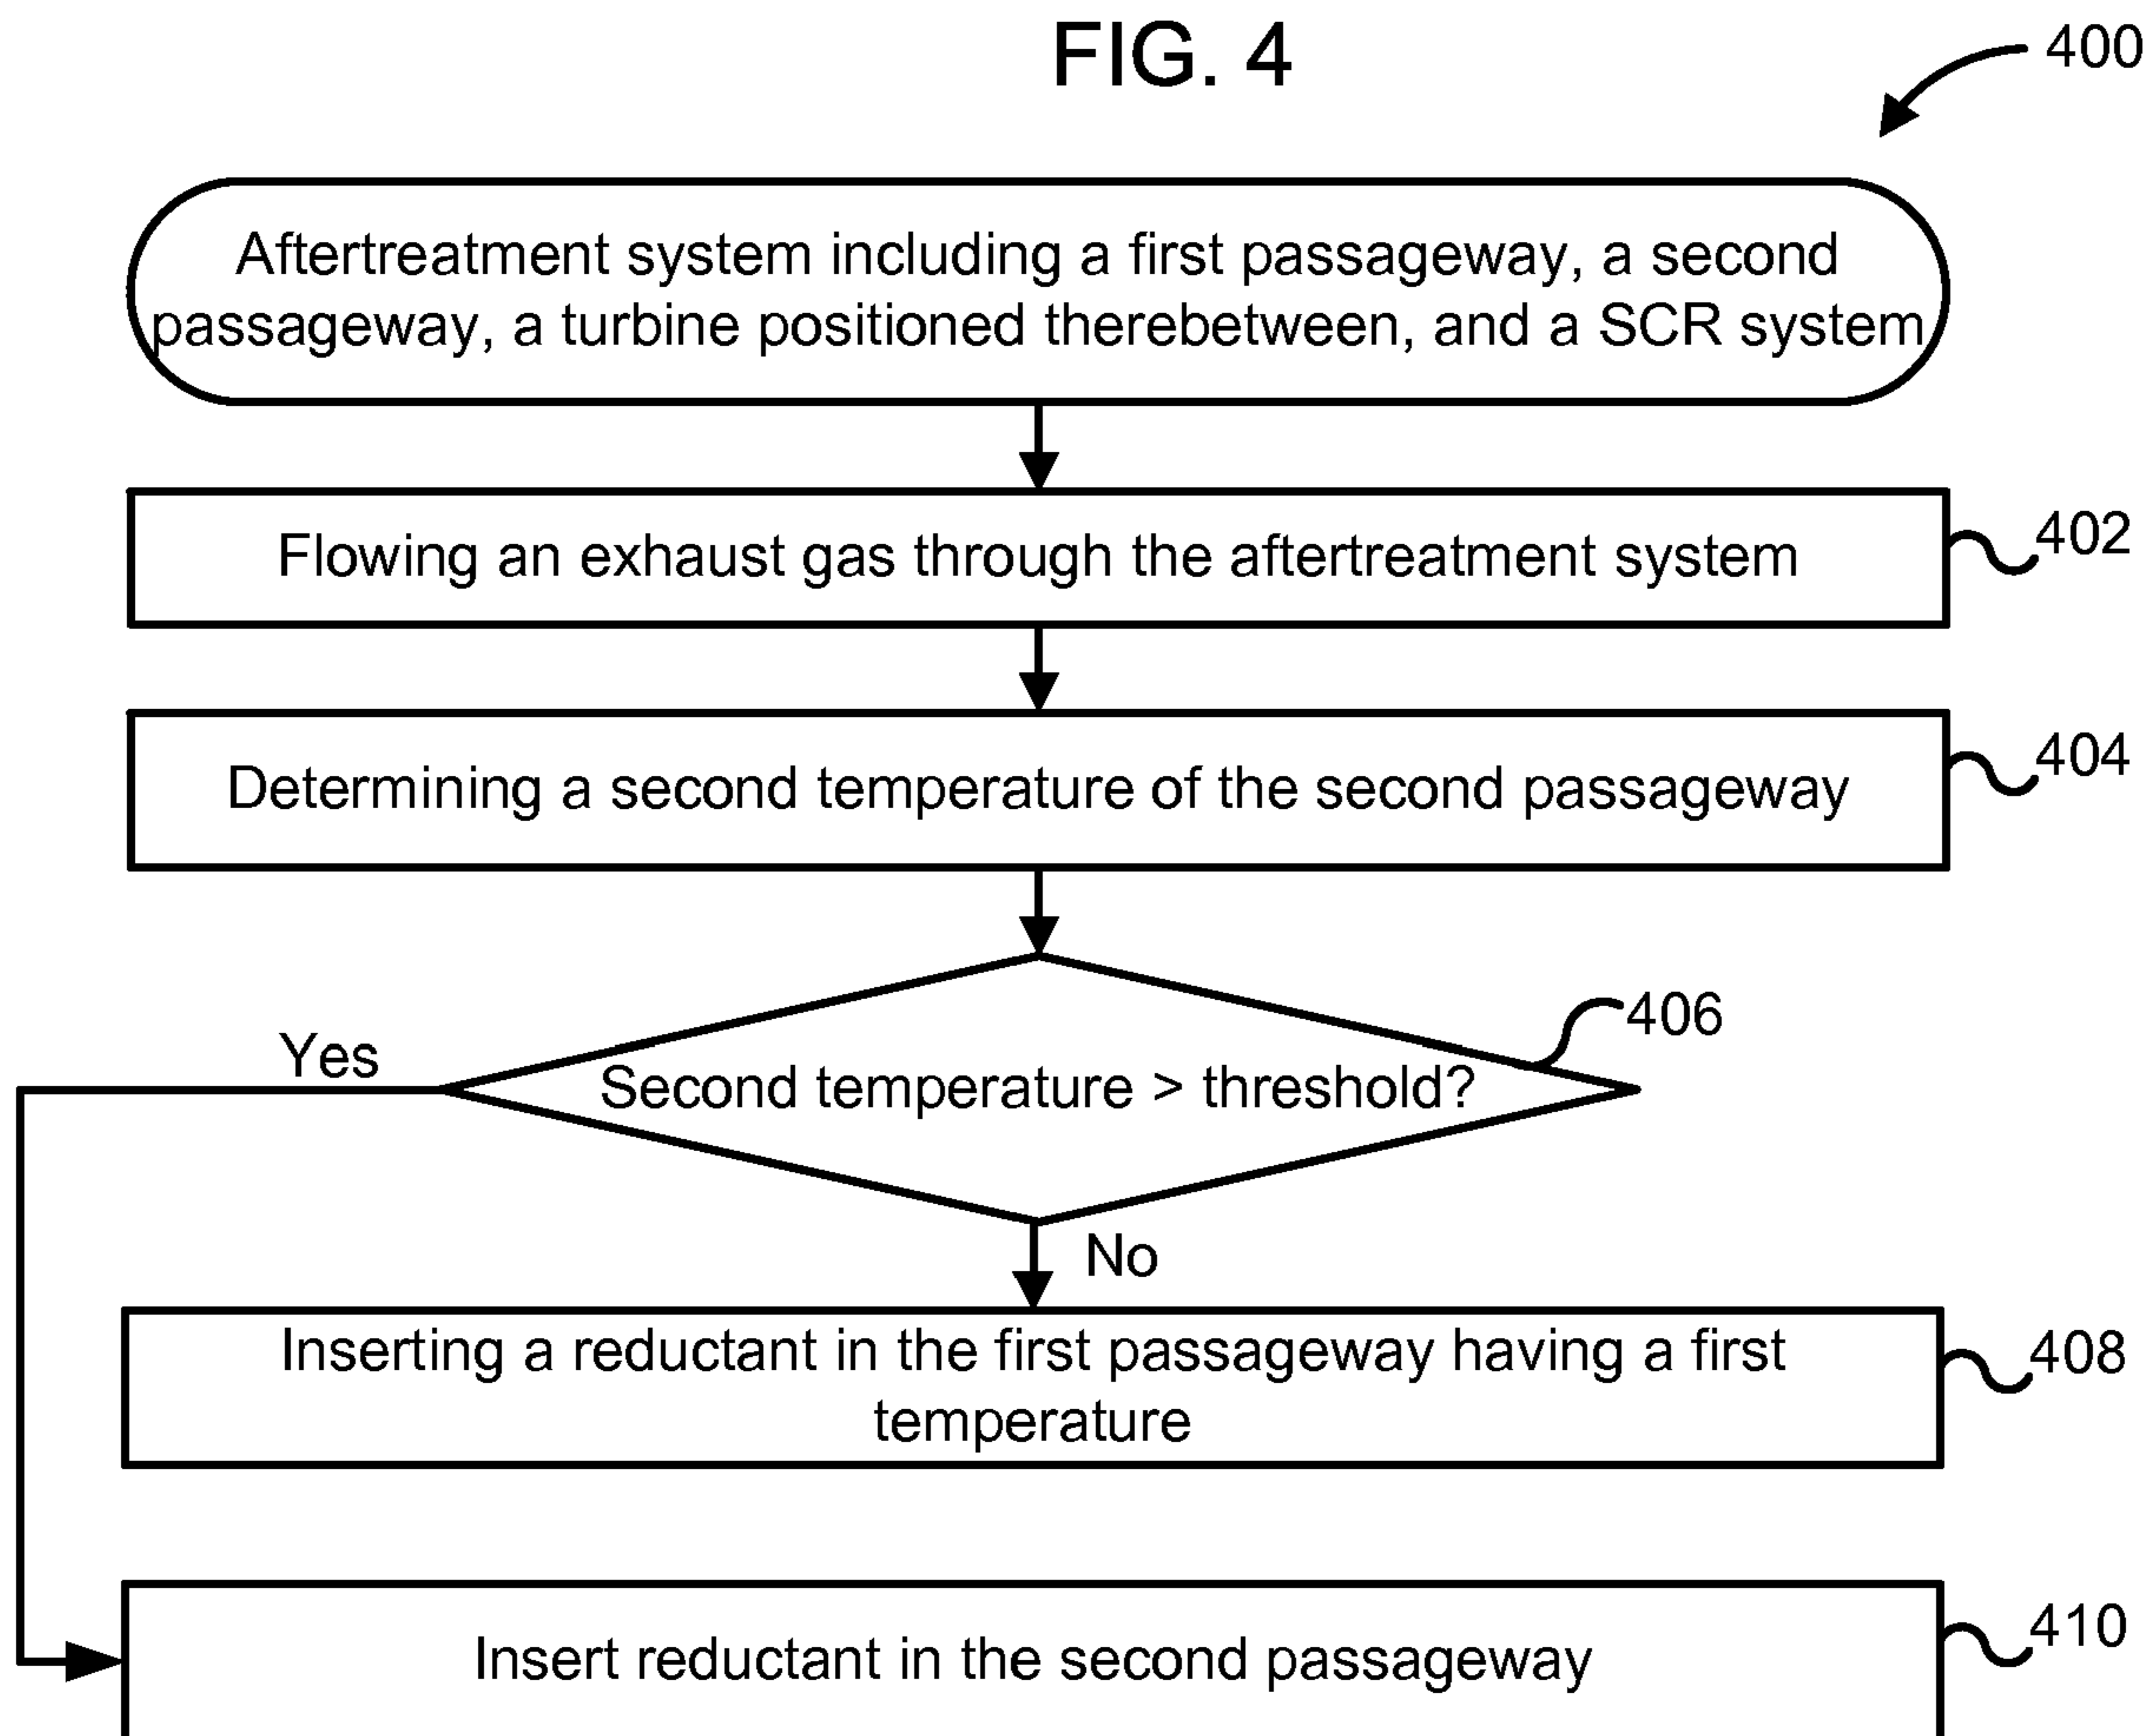 FIG. 4
400
Aftertreatment system including a first passageway, a second
passageway, a turbine positioned therebetween, and a SCR system
Flowing an exhaust gas through the aftertreatment system
402
Determining a second temperature of the second passageway
404
406
Yes
Second temperature > threshold?
No
Inserting a reductant in the first passageway having a first
temperature
408
Insert reductant in the second passageway
410